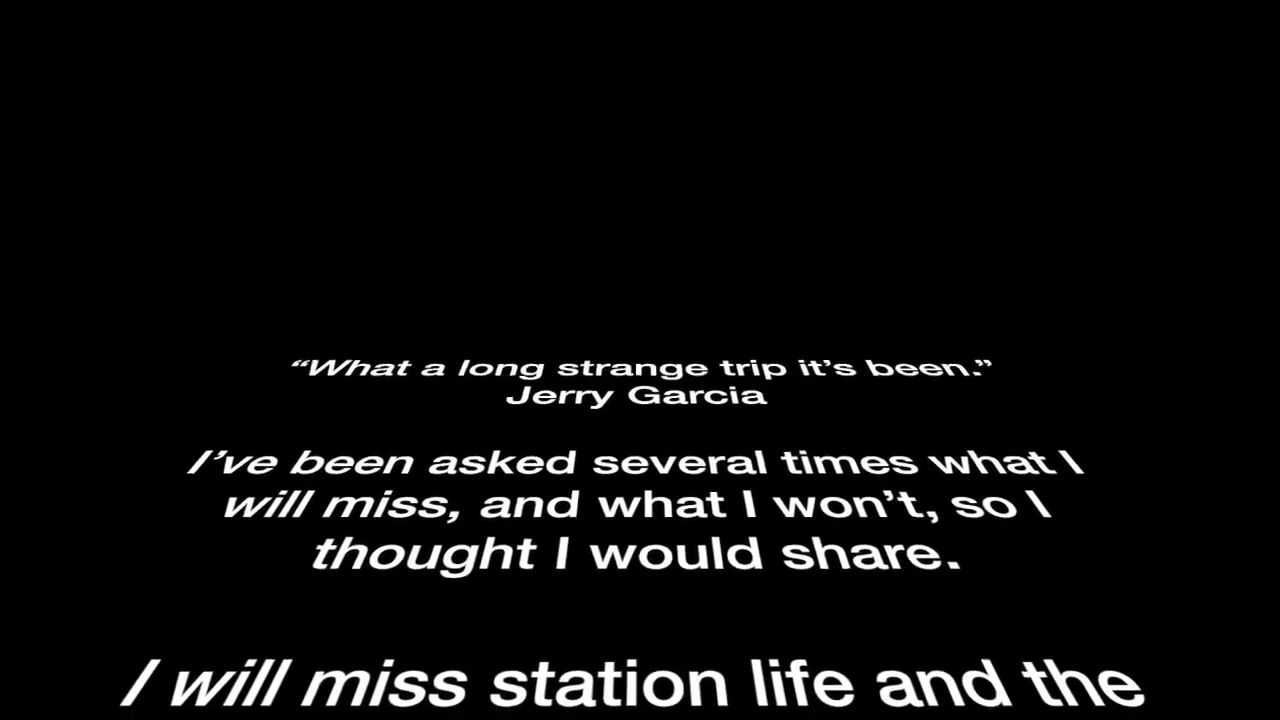 “What a long strange trip it’s been.”
Jerry Garcia
I’ve been asked several times what I
will miss, and what I won’t, so I
thought I would share.
I will miss station life and the